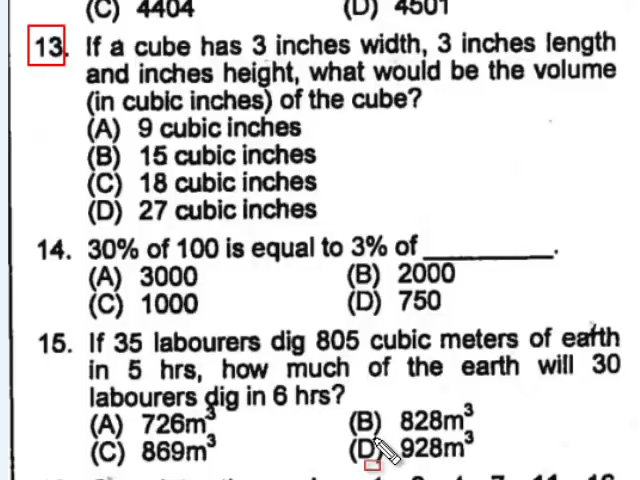 (C) 4404 (D) 4501
13. If a cube has 3 inches width, 3 inches length
and inches height, what would be the volume
(in cubic inches) of the cube?
(A) 9 cubic inches
(B) 15 cubic inches
(C) 18 cubic inches
(D) 27 cubic inches
14. 30% of 100 is equal to 3% of __________.
(A) 3000 (B) 2000
(C) 1000 (D) 750
15. If 35 labourers dig 805 cubic meters of earth
in 5 hrs, how much of the earth will 30
labourers dig in 6 hrs?
(A) 726m³ (B) 828m³
(C) 869m³ (D) 928m³